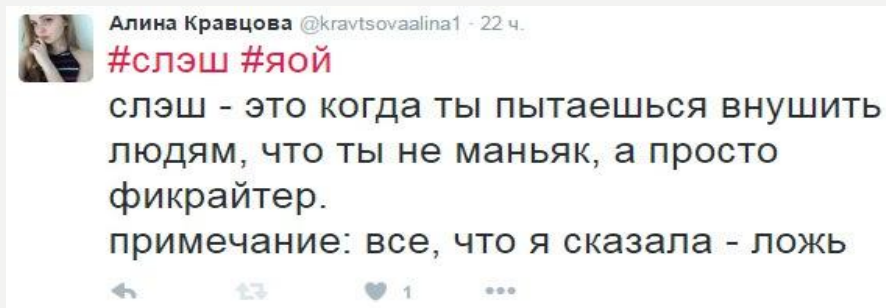 Алина Кравцова @kravtsovaalina1 · 22 ч.
#слэш #яой
слэш - это когда ты пытаешься внушить
людям, что ты не маньяк, а просто
фикрайтер.
примечание: все, что я сказала - ложь
1